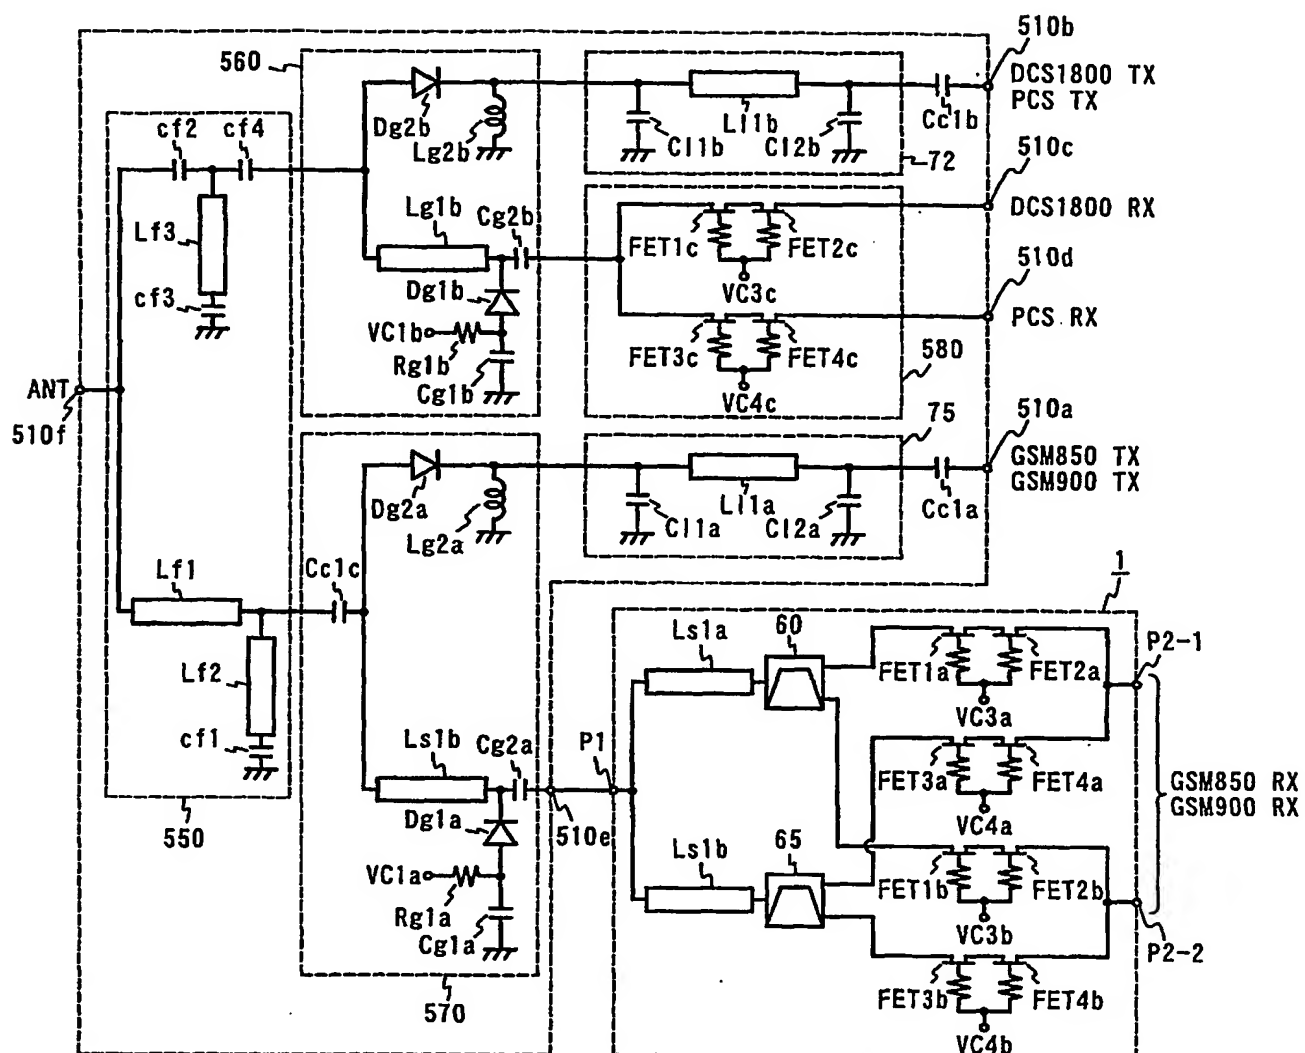 510b
560
DCS1800 TX
PCS TX
cf2
cf4
Dg2b
Lg2b
Cl1b
Ll1b
Cl2b
Cc1b
72
510c
Lf3
Lg1b
Cg2b
DCS1800 RX
FET1c
FET2c
510d
cf3
Dg1b
VC3c
VC1b
PCS RX
Rg1b
FET3c
FET4c
580
Cg1b
ANT
VC4c
510f
75
510a
GSM850 TX
GSM900 TX
Dg2a
Lg2a
Cl1a
Ll1a
Cl2a
Cc1a
Lf1
Cc1c
1
Ls1a
60
P2-1
Lf2
FET1a
FET2a
VC3a
cf1
Ls1b
Cg2a
P1
FET3a
FET4a
GSM850 RX
GSM900 RX
550
Dg1a
510e
VC4a
Ls1b
65
VC1a
FET1b
FET2b
Rg1a
Cg1a
VC3b
P2-2
570
FET3b
FET4b
VC4b